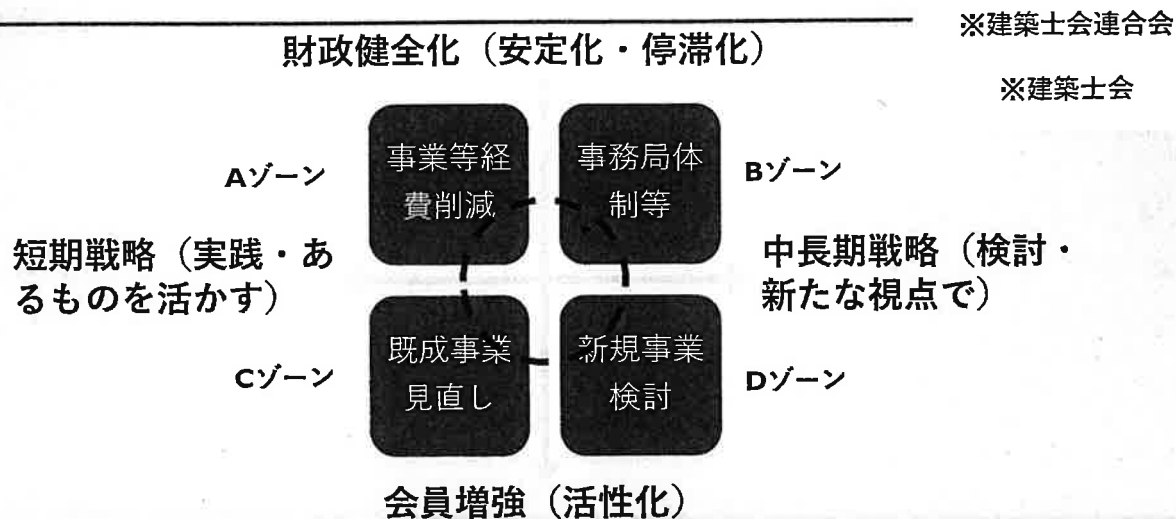 ※建築士会連合会
財政健全化（安定化・停滞化）
※建築士会
Aゾーン
事業等経
費削減
事務局体
制等
Bゾーン
短期戦略（実践・あ
るものを活かす）
中長期戦略（検討・
新たな視点で）
Cゾーン
既成事業
見直し
新規事業
検討
Dゾーン
会員増強（活性化）